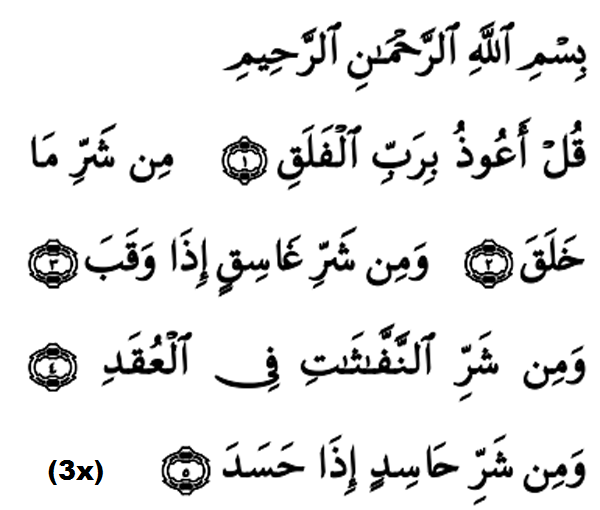 بِسْمِ ٱللَّهِ ٱلرَّحْمَـٰنِ ٱلرَّحِيمِ
قُلْ أَعُوذُ بِرَبِّ ٱلْفَلَقِ ١ مِن شَرِّ مَا
خَلَقَ ٢ وَمِن شَرِّ غَاسِقٍ إِذَا وَقَبَ ٣
وَمِن شَرِّ ٱلنَّفَّـٰثَـٰتِ فِى ٱلْعُقَدِ ٤
وَمِن شَرِّ حَاسِدٍ إِذَا حَسَدَ ٥ (3x)